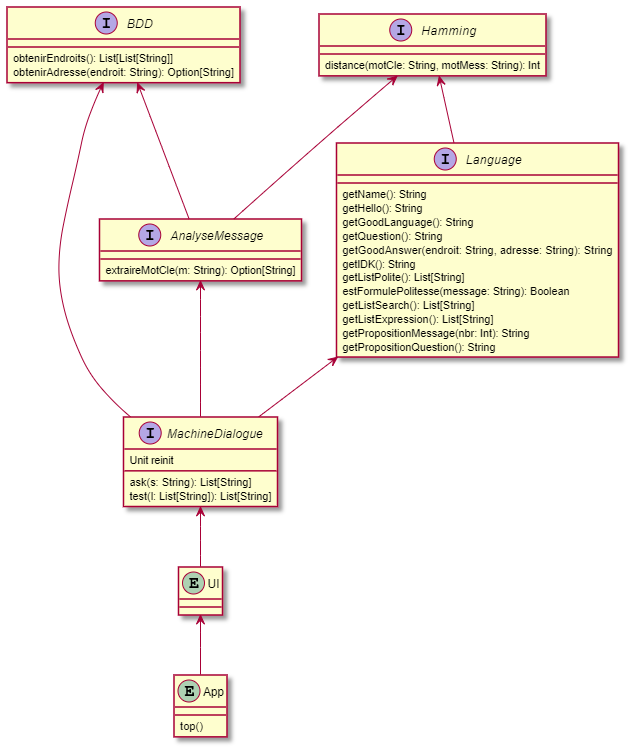 I BDD
obtenirEndroits(): List[List[String]]
obtenirAdresse(endroit: String): Option[String]
I Hamming
distance(motCle: String, motMess: String): Int
I Language
getName(): String
getHello(): String
getGoodLanguage(): String
getQuestion(): String
getGoodAnswer(endroit: String, adresse: String): String
getIDK(): String
getListPolite(): List[String]
estFormulePolitesse(message: String): Boolean
getListSearch(): List[String]
getListExpression(): List[String]
getPropositionMessage(nbr: Int): String
getPropositionQuestion(): String
I AnalyseMessage
extraireMotCle(m: String): Option[String]
I MachineDialogue
Unit reinit
ask(s: String): List[String]
test(l: List[String]): List[String]
E UI
E App
top()